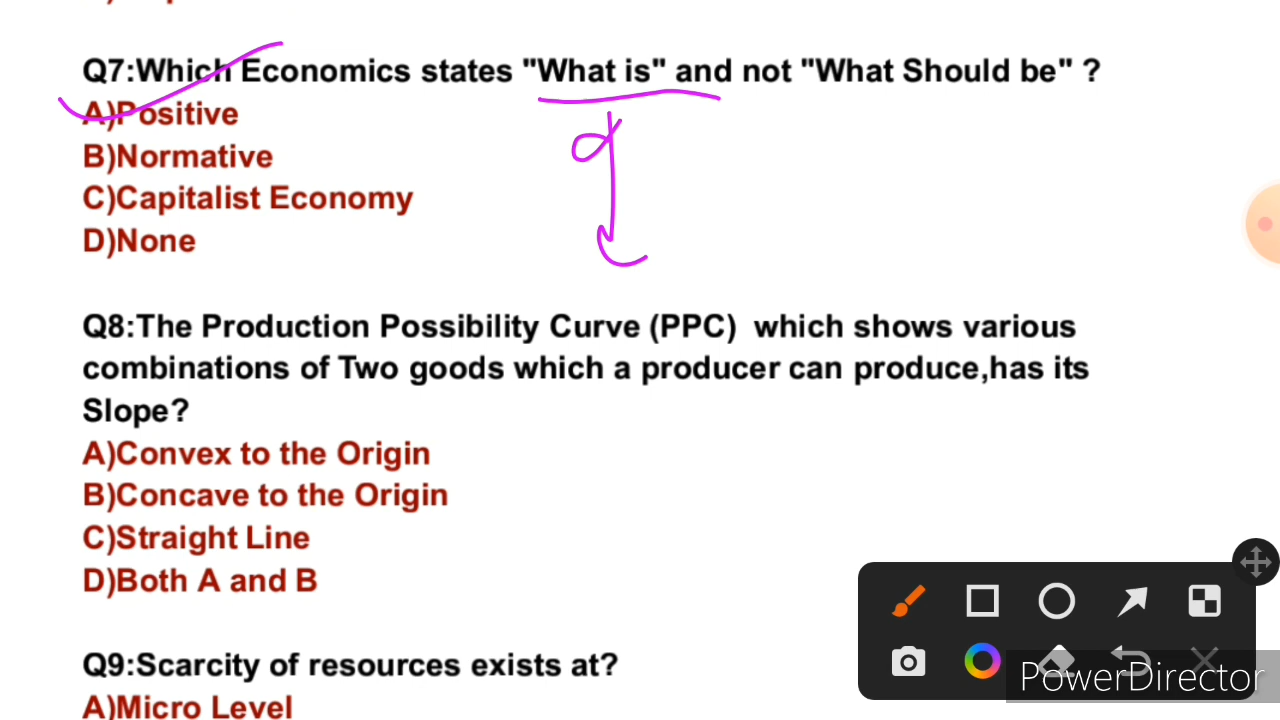 Q7:Which Economics states "What is" and not "What Should be" ?
A)Positive
B)Normative
C)Capitalist Economy
D)None
Q8:The Production Possibility Curve (PPC)  which shows various
combinations of Two goods which a producer can produce,has its
Slope?
A)Convex to the Origin
B)Concave to the Origin
C)Straight Line
D)Both A and B
Q9:Scarcity of resources exists at?
A)Micro Level
PowerDirector